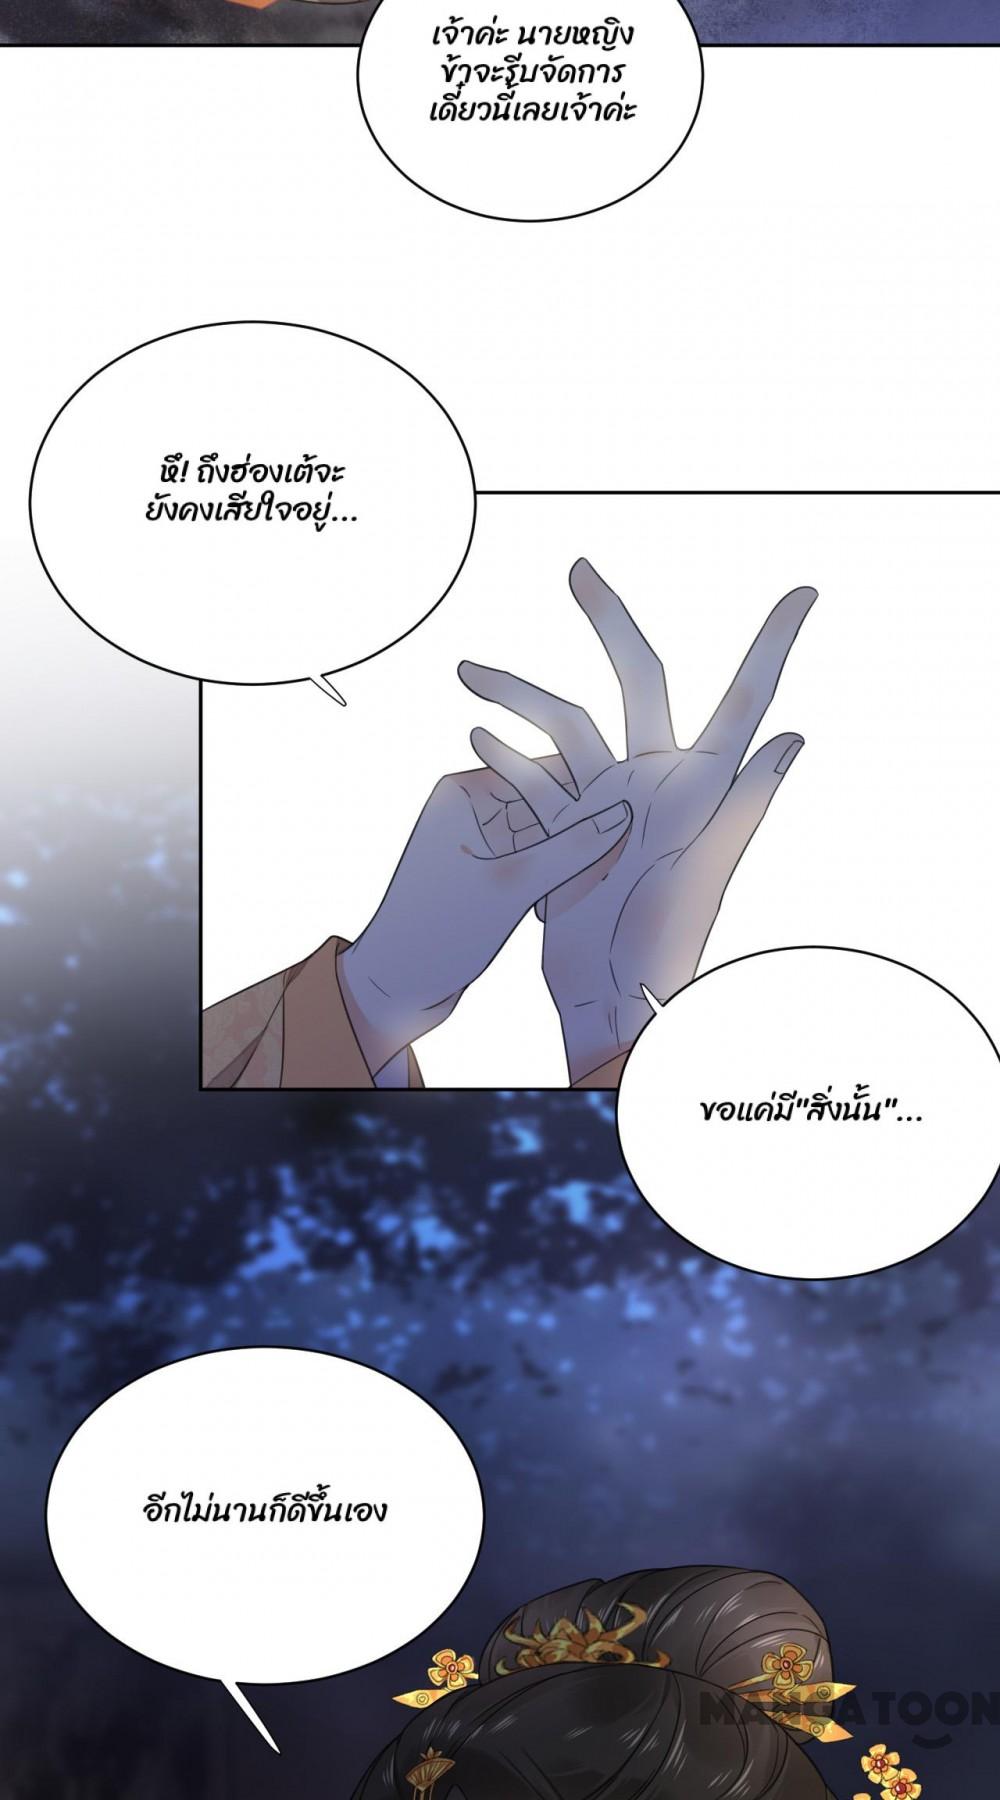 เจ้าค่ะ นายหญิง
ข้าจะรีบจัดการ
เดี๋ยวนี้เลยเจ้าค่ะ
หึ! ถึงฮ่องเต้จะ
ยังคงเสียใจอยู่...
ขอแค่มี"สิ่งนั้น"...
อีกไม่นานก็ดีขึ้นเอง
MANGATOON